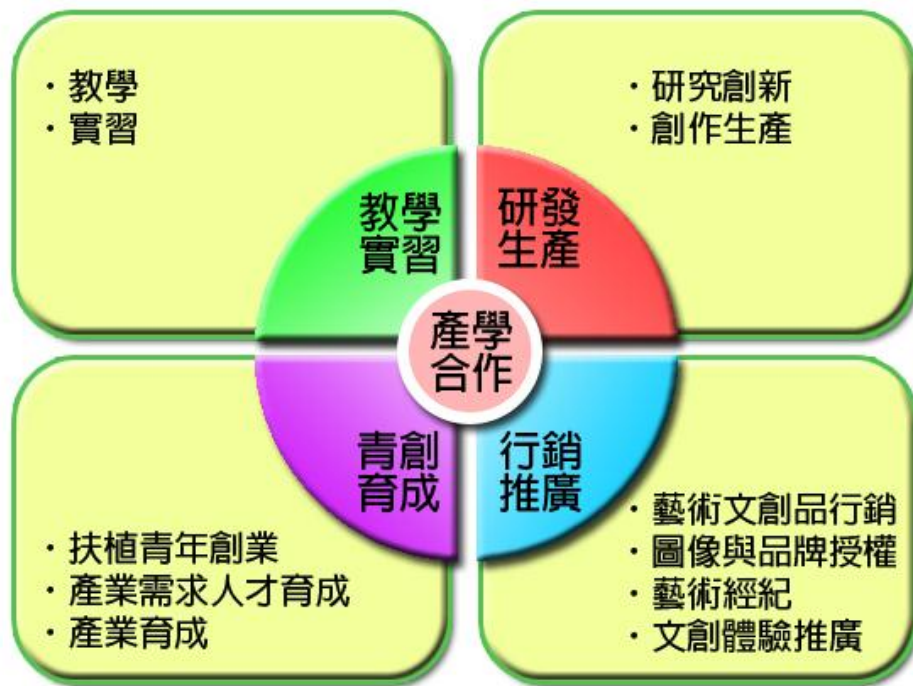 ・教學
・實習
・研究創新
・創作生產
教學
實習
研發
生產
產學
合作
青創
育成
行銷
推廣
・扶植青年創業
・產業需求人才育成
・產業育成
・藝術文創品行銷
・圖像與品牌授權
・藝術經紀
・文創體驗推廣